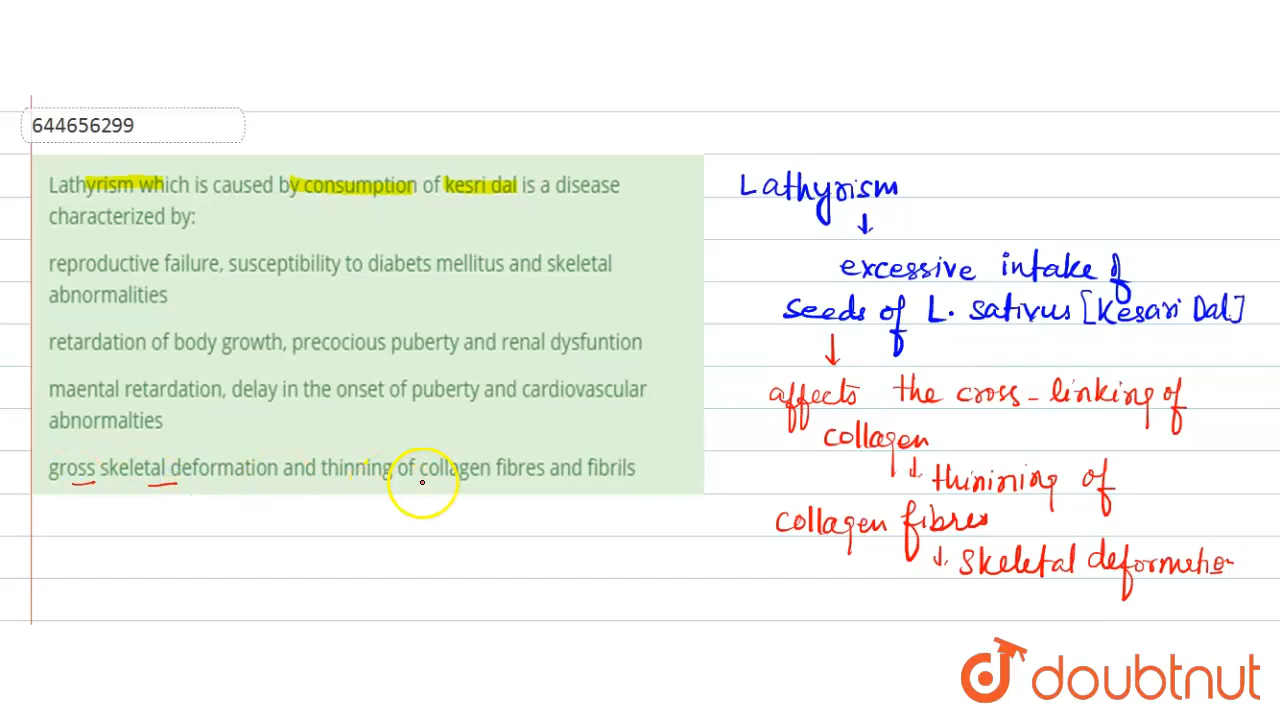 644656299
Lathyrism which is caused by consumption of kesri dal is a disease
characterized by:
reproductive failure, susceptibility to diabets mellitus and skeletal
abnormalities
retardation of body growth, precocious puberty and renal dysfuntion
maental retardation, delay in the onset of puberty and cardiovascular
abnormalties
gross skeletal deformation and thinning of collagen fibres and fibrils
Lathyrism
↓
excessive intake of
seeds of L. sativus [Kesari Dal]
↓
affects the cross-linking of
collagen
↓ thinining of
collagen fibres
↓ skeletal deformation
doubtnut